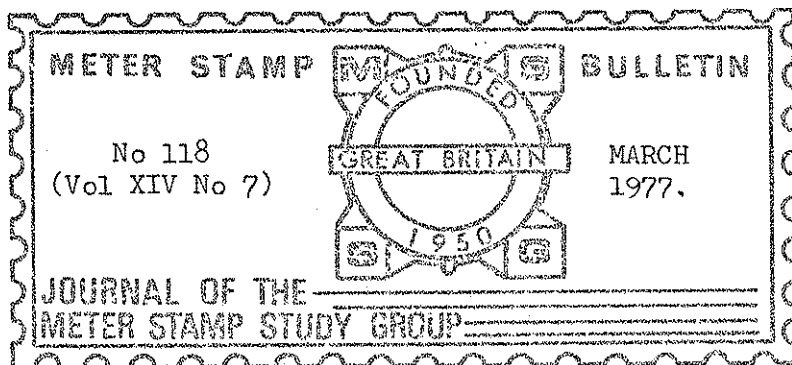 METER STAMP BULLETIN
M S
FOUNDED
No 118
(Vol XIV No 7)
GREAT BRITAIN
MARCH
1977.
1950
S G
JOURNAL OF THE
METER STAMP STUDY GROUP